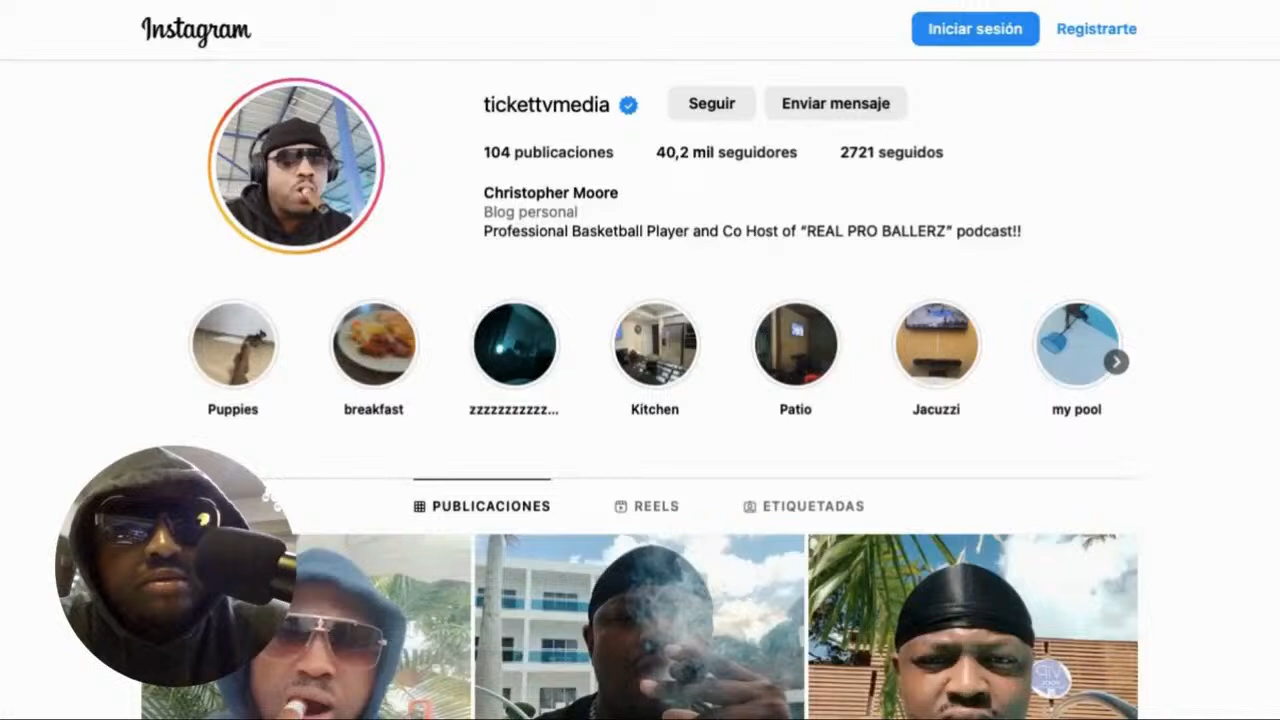 Instagram
Iniciar sesión
Registrarte
tickettvmedia
Seguir
Enviar mensaje
104 publicaciones
40,2 mil seguidores
2721 seguidos
Christopher Moore
Blog personal
Professional Basketball Player and Co Host of “REAL PRO BALLERZ” podcast!!
Puppies
breakfast
zzzzzzzzzzz...
Kitchen
Patio
Jacuzzi
my pool
PUBLICACIONES
REELS
ETIQUETADAS